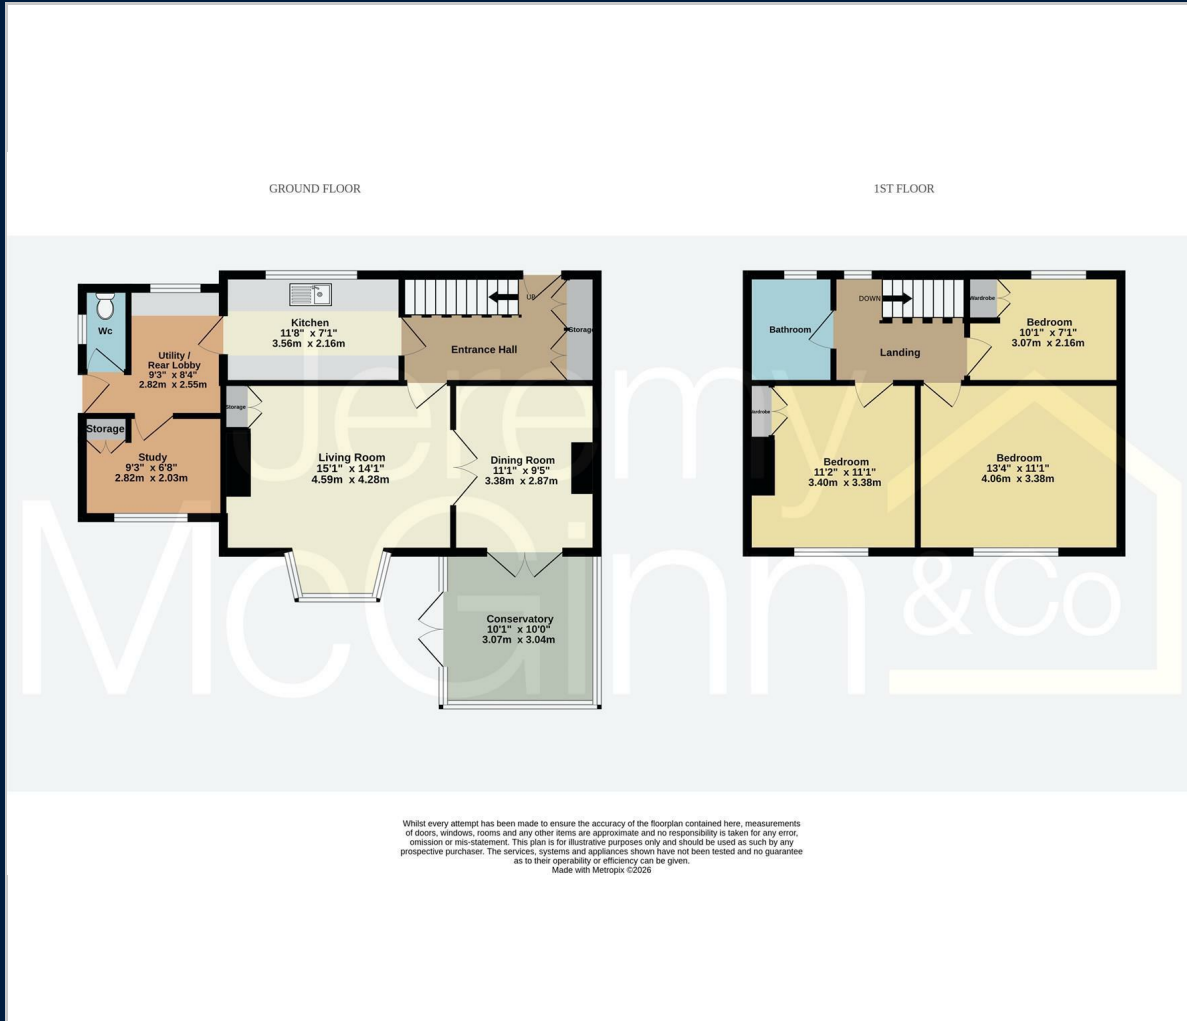 GROUND FLOOR
1ST FLOOR
Wc
Utility /
Rear Lobby
9'3" x 8'4"
2.82m x 2.55m
Kitchen
11'8" x 7'1"
3.56m x 2.16m
UP
Storage
Entrance Hall
Storage
Study
9'3" x 6'8"
2.82m x 2.03m
Storage
Living Room
15'1" x 14'1"
4.59m x 4.28m
Dining Room
11'1" x 9'5"
3.38m x 2.87m
Conservatory
10'1" x 10'0"
3.07m x 3.04m
Bathroom
DOWN
Landing
Wardrobe
Bedroom
10'1" x 7'1"
3.07m x 2.16m
Wardrobe
Bedroom
11'2" x 11'1"
3.40m x 3.38m
Bedroom
13'4" x 11'1"
4.06m x 3.38m
Jeremy
McGinn & Co
Whilst every attempt has been made to ensure the accuracy of the floorplan contained here, measurements
of doors, windows, rooms and any other items are approximate and no responsibility is taken for any error,
omission or mis-statement. This plan is for illustrative purposes only and should be used as such by any
prospective purchaser. The services, systems and appliances shown have not been tested and no guarantee
as to their operability or efficiency can be given.
Made with Metropix ©2026